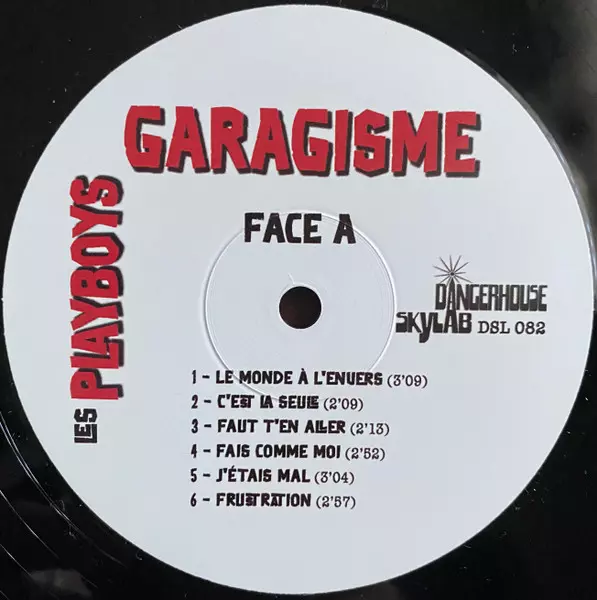 GARAGISME
LES PLAYBOYS
FACE A
DANGERHOUSE
SKYLAB DSL 082
1 - LE MONDE À L'ENVERS (3'09)
2 - C'EST LA SEULE (2'09)
3 - FAUT T'EN ALLER (2'13)
4 - FAIS COMME MOI (2'52)
5 - J'ÉTAIS MAL (3'04)
6 - FRUSTRATION (2'57)